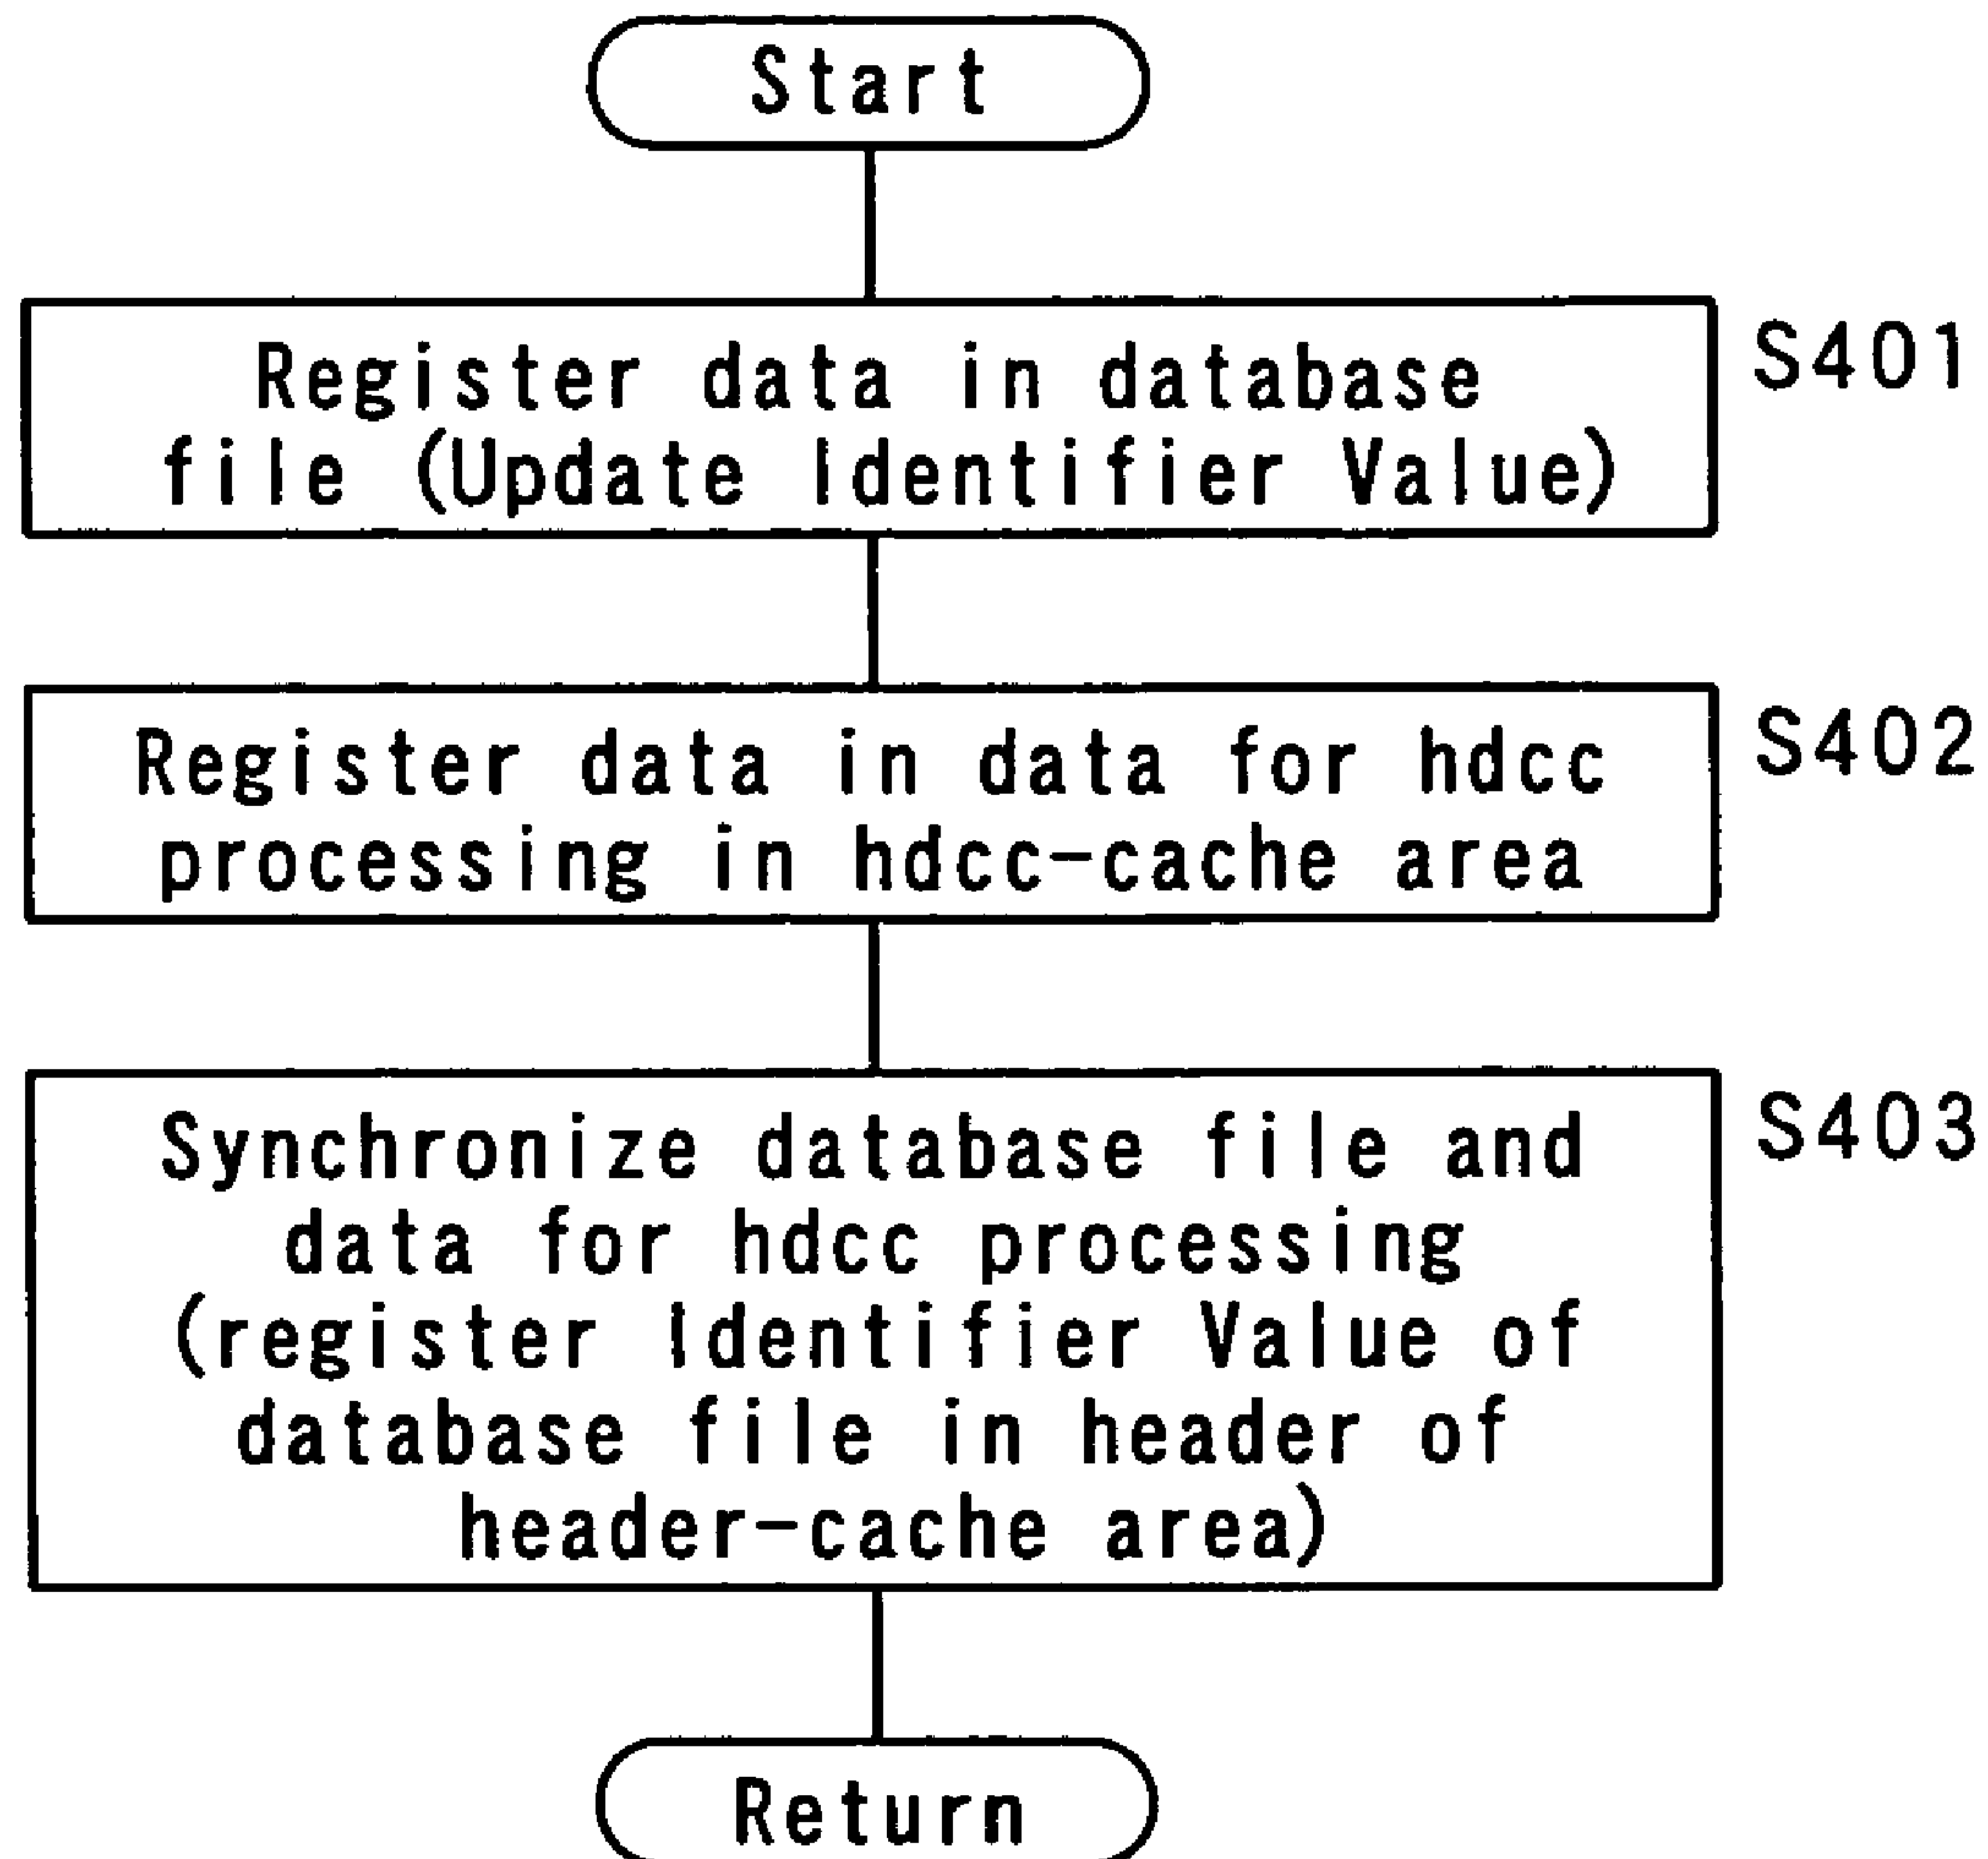 Start
Register data in database
file (Update Identifier Value)
S401
Register data in data for hdcc
processing in hdcc-cache area
S402
Synchronize database file and
data for hdcc processing
(register Identifier Value of
database file in header of
header-cache area)
S403
Return